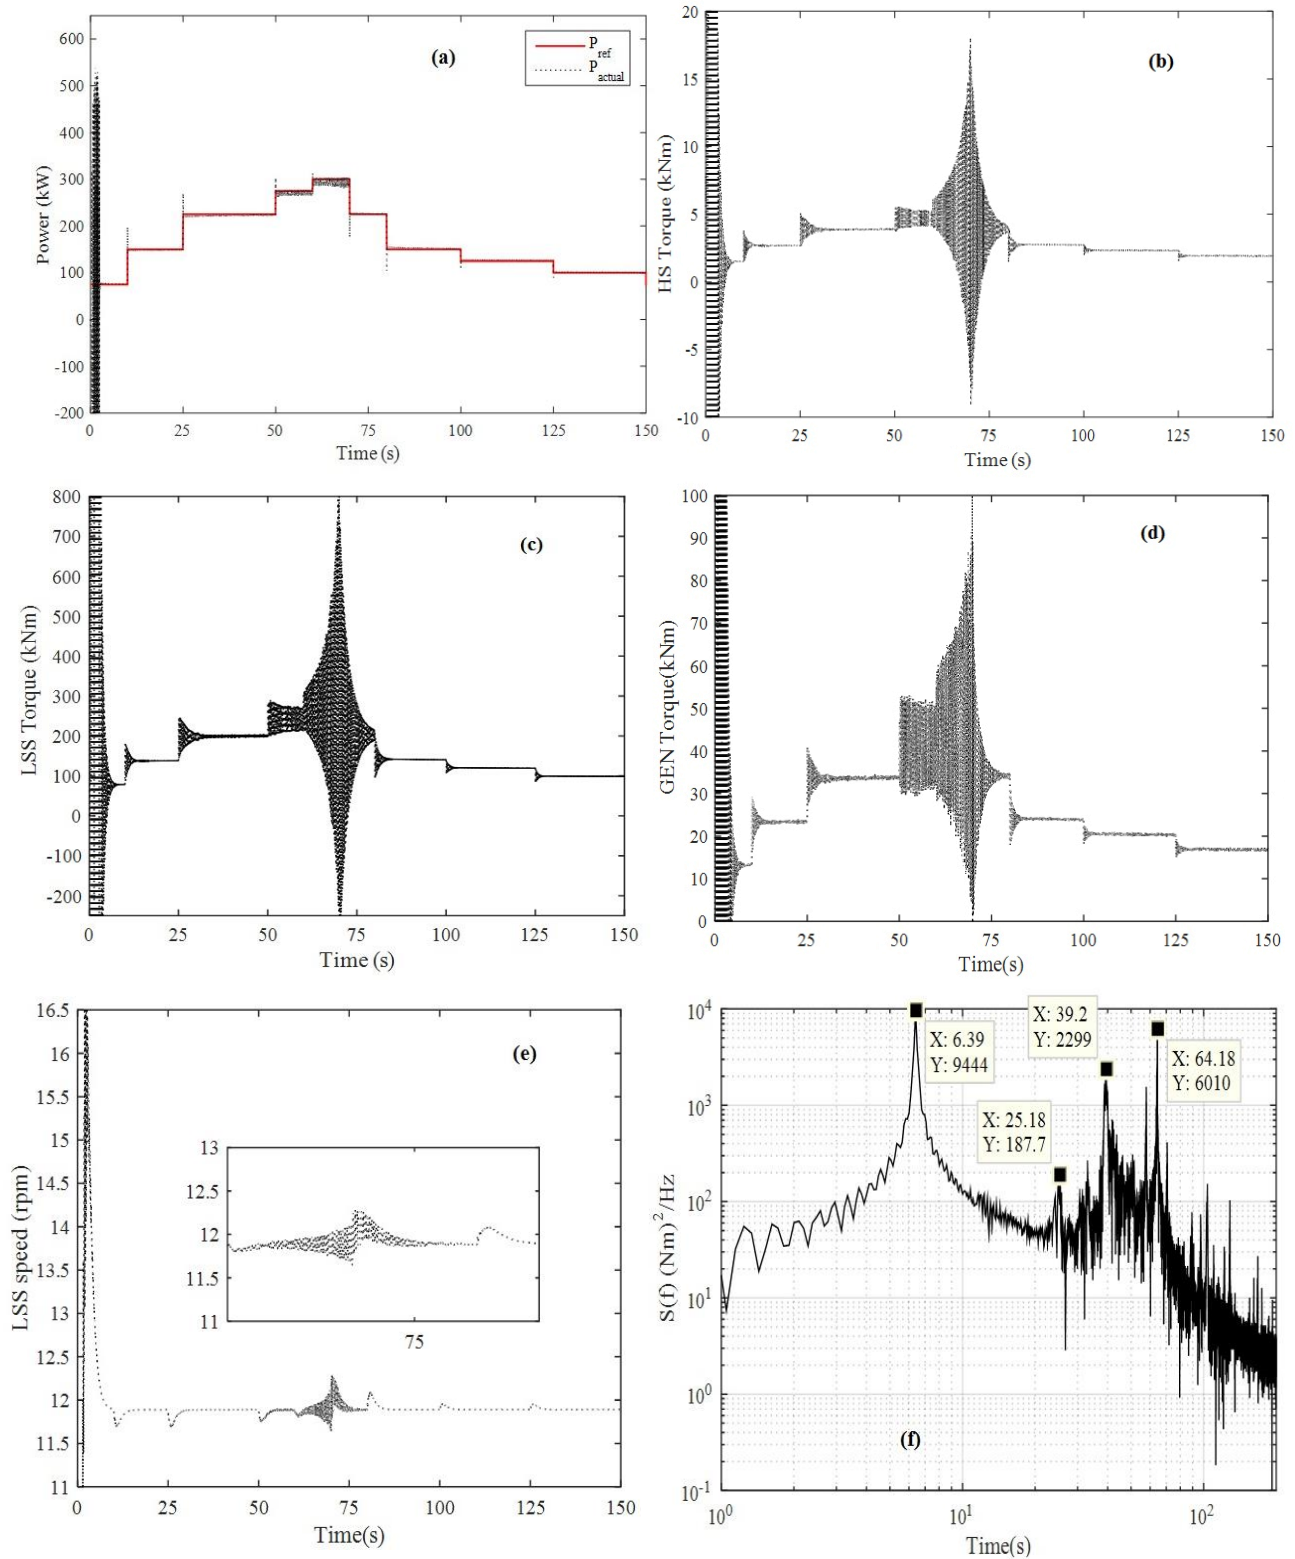 (a)
P
ref
P
actual
600
500
400
300
200
100
0
-100
-200
Power (kW)
0 25 50 75 100 125 150
Time (s)
(b)
20
15
10
5
0
-5
-10
HS Torque (kNm)
0 25 50 75 100 125 150
Time (s)
(c)
800
700
600
500
400
300
200
100
0
-100
-200
LSS Torque (kNm)
0 25 50 75 100 125 150
Time (s)
(d)
100
90
80
70
60
50
40
30
20
10
0
GEN Torque(kNm)
0 25 50 75 100 125 150
Time(s)
(e)
16.5
16
15.5
15
14.5
14
13.5
13
12.5
12
11.5
11
LSS speed (rpm)
13
12.5
12
11.5
11
75
0 25 50 75 100 125 150
Time(s)
10^4
10^3
10^2
10^1
10^0
10^-1
S(f) (Nm)^2/Hz
X: 6.39
Y: 9444
X: 25.18
Y: 187.7
X: 39.2
Y: 2299
X: 64.18
Y: 6010
(f)
10^0 10^1 10^2
Time(s)